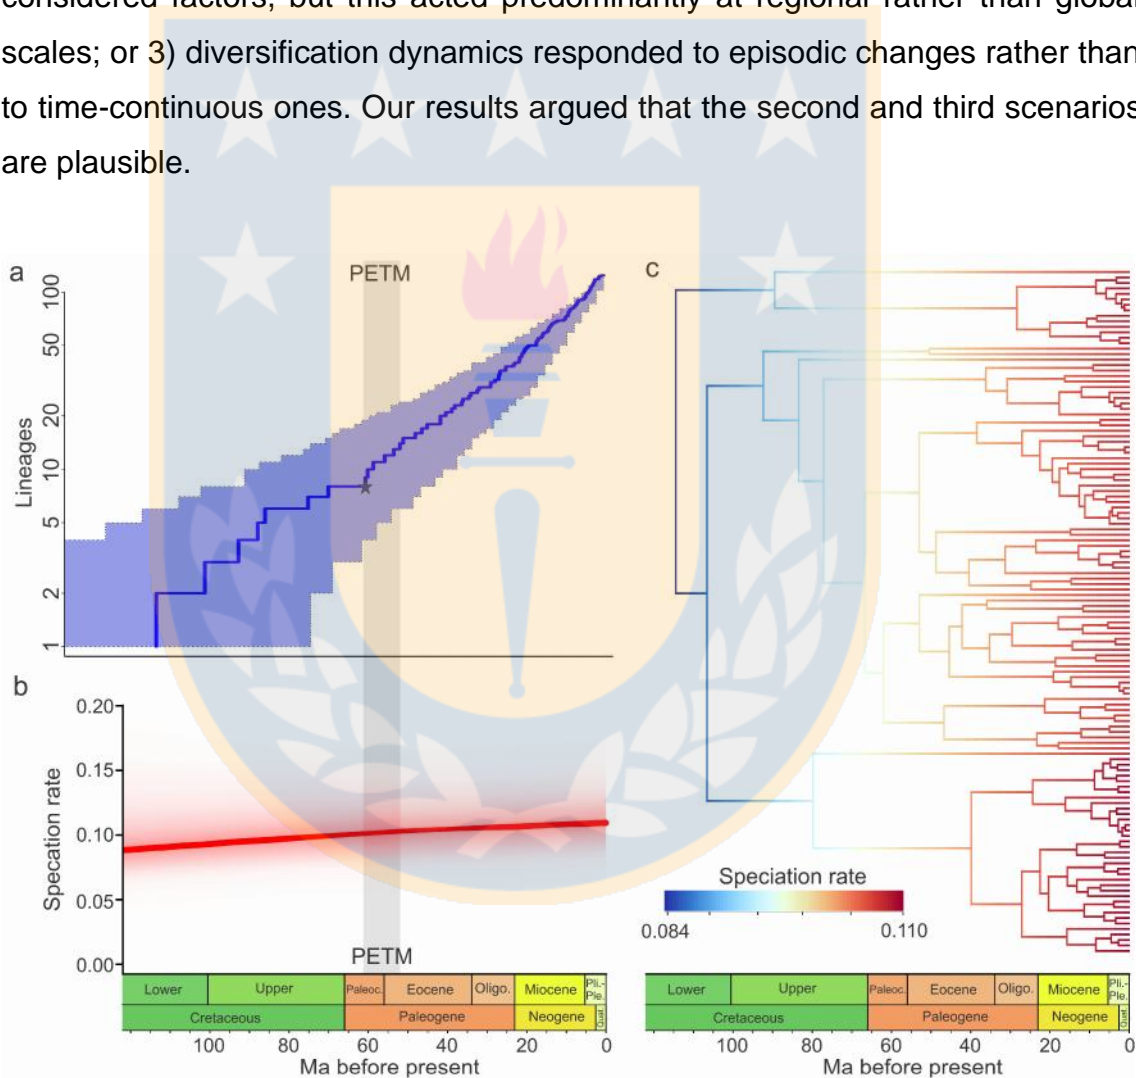 considered factors, but this acted predominantly at regional rather than global
scales; or 3) diversification dynamics responded to episodic changes rather than
to time-continuous ones. Our results argued that the second and third scenarios
are plausible.
a
PETM
Lineages
100
50
20
10
5
2
1
b
Specation rate
0.20
0.15
0.10
0.05
0.00
PETM
Lower Upper Paleoc. Eocene Oligo. Miocene Pli.-
Ple.
Cretaceous Paleogene Neogene Quat.
100 80 60 40 20 0
Ma before present
c
Speciation rate
0.084 0.110
Lower Upper Paleoc. Eocene Oligo. Miocene Pli.-
Ple.
Cretaceous Paleogene Neogene Quat.
100 80 60 40 20 0
Ma before present